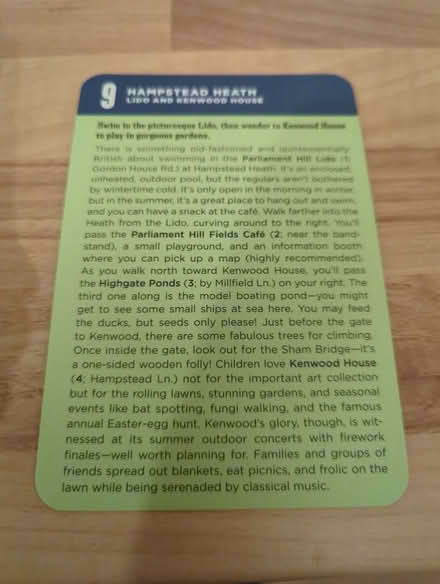 9
HAMPSTEAD HEATH
LIDO AND KENWOOD HOUSE
Swim in the picturesque Lido, then wander to Kenwood House
to play in gorgeous gardens.
There is something old-fashioned and quintessentially
British about swimming in the Parliament Hill Lido (1;
Gordon House Rd.) at Hampstead Heath. It's an enclosed,
unheated, outdoor pool, but the regulars aren't bothered
by wintertime cold. It's only open in the morning in winter,
but in the summer, it's a great place to hang out and swim,
and you can have a snack at the café. Walk farther into the
Heath from the Lido, curving around to the right. You'll
pass the Parliament Hill Fields Café (2; near the band-
stand), a small playground, and an information booth
where you can pick up a map (highly recommended).
As you walk north toward Kenwood House, you'll pass
the Highgate Ponds (3; by Millfield Ln.) on your right. The
third one along is the model boating pond—you might
get to see some small ships at sea here. You may feed
the ducks, but seeds only please! Just before the gate
to Kenwood, there are some fabulous trees for climbing.
Once inside the gate, look out for the Sham Bridge—it's
a one-sided wooden folly! Children love Kenwood House
(4; Hampstead Ln.) not for the important art collection
but for the rolling lawns, stunning gardens, and seasonal
events like bat spotting, fungi walking, and the famous
annual Easter-egg hunt. Kenwood's glory, though, is wit-
nessed at its summer outdoor concerts with firework
finales—well worth planning for. Families and groups of
friends spread out blankets, eat picnics, and frolic on the
lawn while being serenaded by classical music.